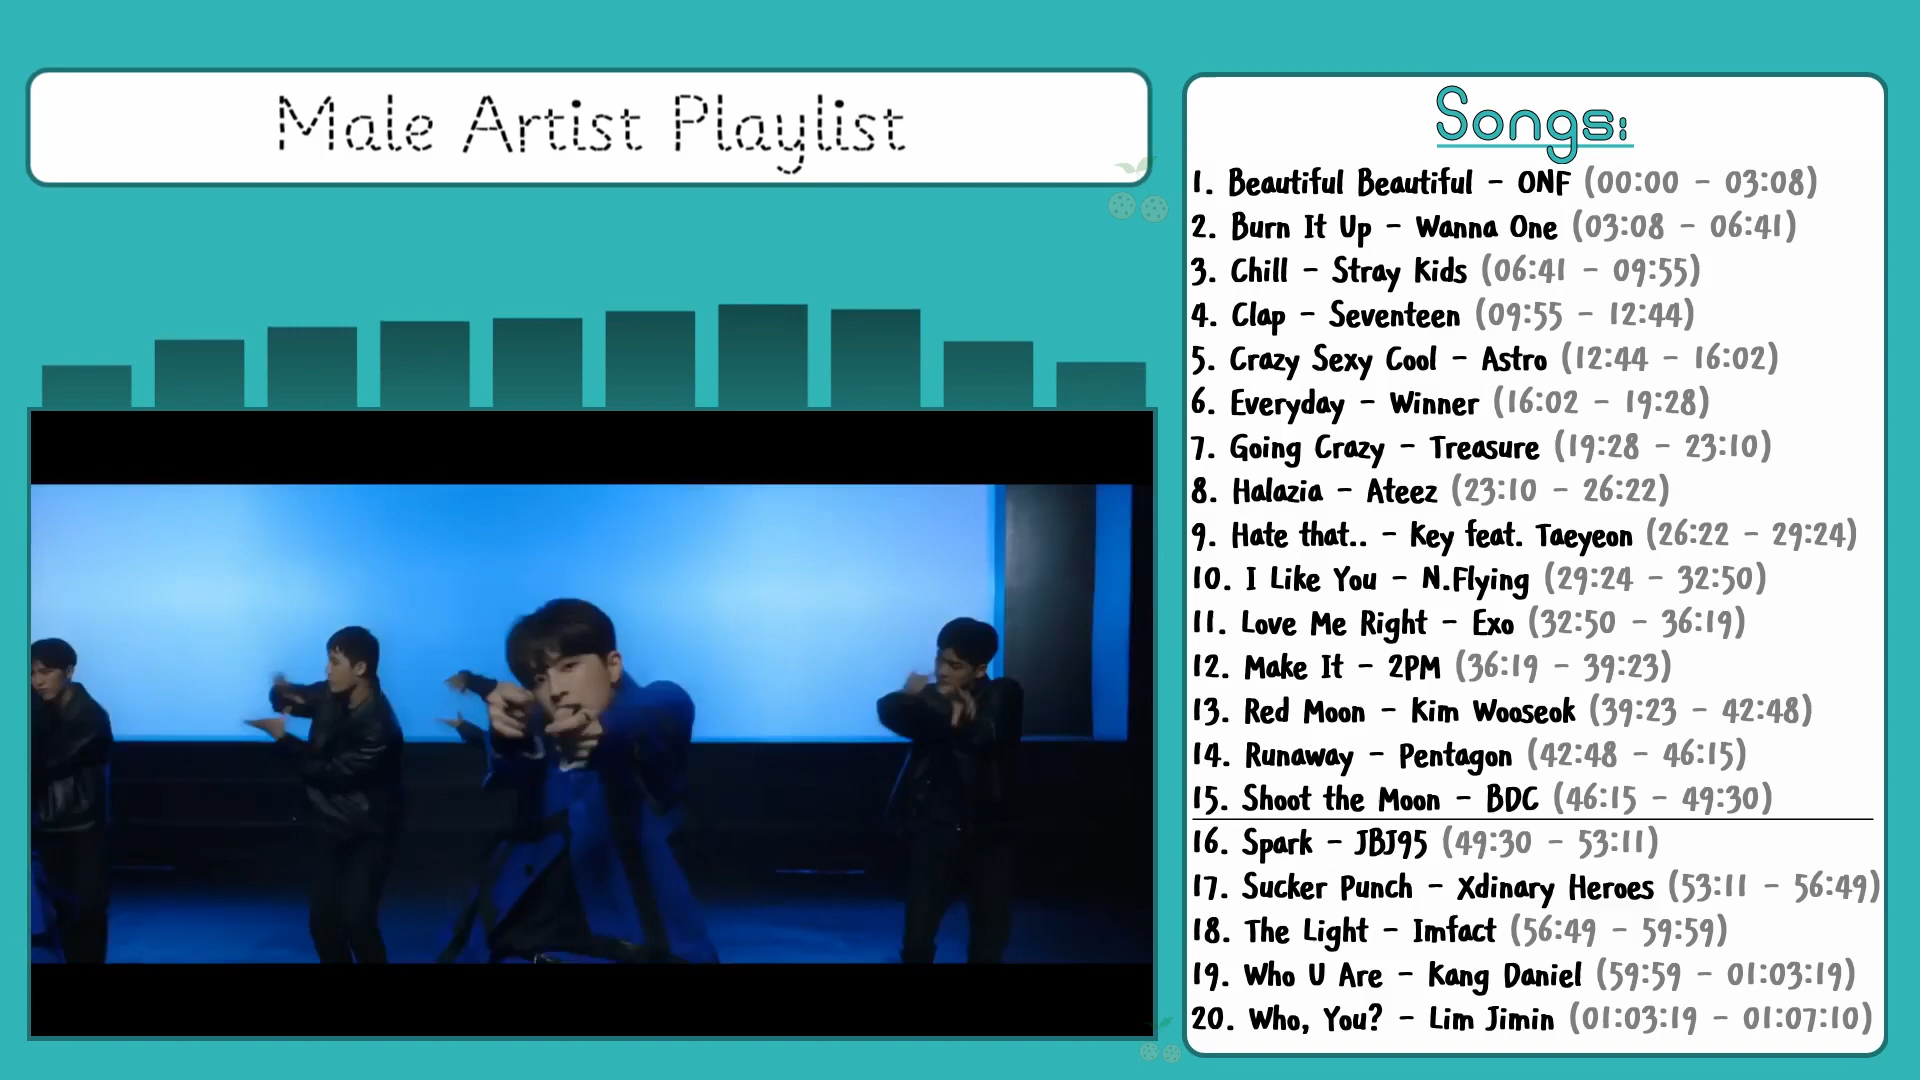 Male Artist Playlist
Songs:
1. Beautiful Beautiful - ONF (00:00 - 03:08)
2. Burn It Up - Wanna One (03:08 - 06:41)
3. Chill - Stray Kids (06:41 - 09:55)
4. Clap - Seventeen (09:55 - 12:44)
5. Crazy Sexy Cool - Astro (12:44 - 16:02)
6. Everyday - Winner (16:02 - 19:28)
7. Going Crazy - Treasure (19:28 - 23:10)
8. Halazia - Ateez (23:10 - 26:22)
9. Hate that.. - Key feat. Taeyeon (26:22 - 29:24)
10. I Like You - N.Flying (29:24 - 32:50)
11. Love Me Right - Exo (32:50 - 36:19)
12. Make It - 2PM (36:19 - 39:23)
13. Red Moon - Kim Wooseok (39:23 - 42:48)
14. Runaway - Pentagon (42:48 - 46:15)
15. Shoot the Moon - BDC (46:15 - 49:30)
16. Spark - JBJ95 (49:30 - 53:11)
17. Sucker Punch - Xdinary Heroes (53:11 - 56:49)
18. The Light - Imfact (56:49 - 59:59)
19. Who U Are - Kang Daniel (59:59 - 01:03:19)
20. Who, You? - Lim Jimin (01:03:19 - 01:07:10)